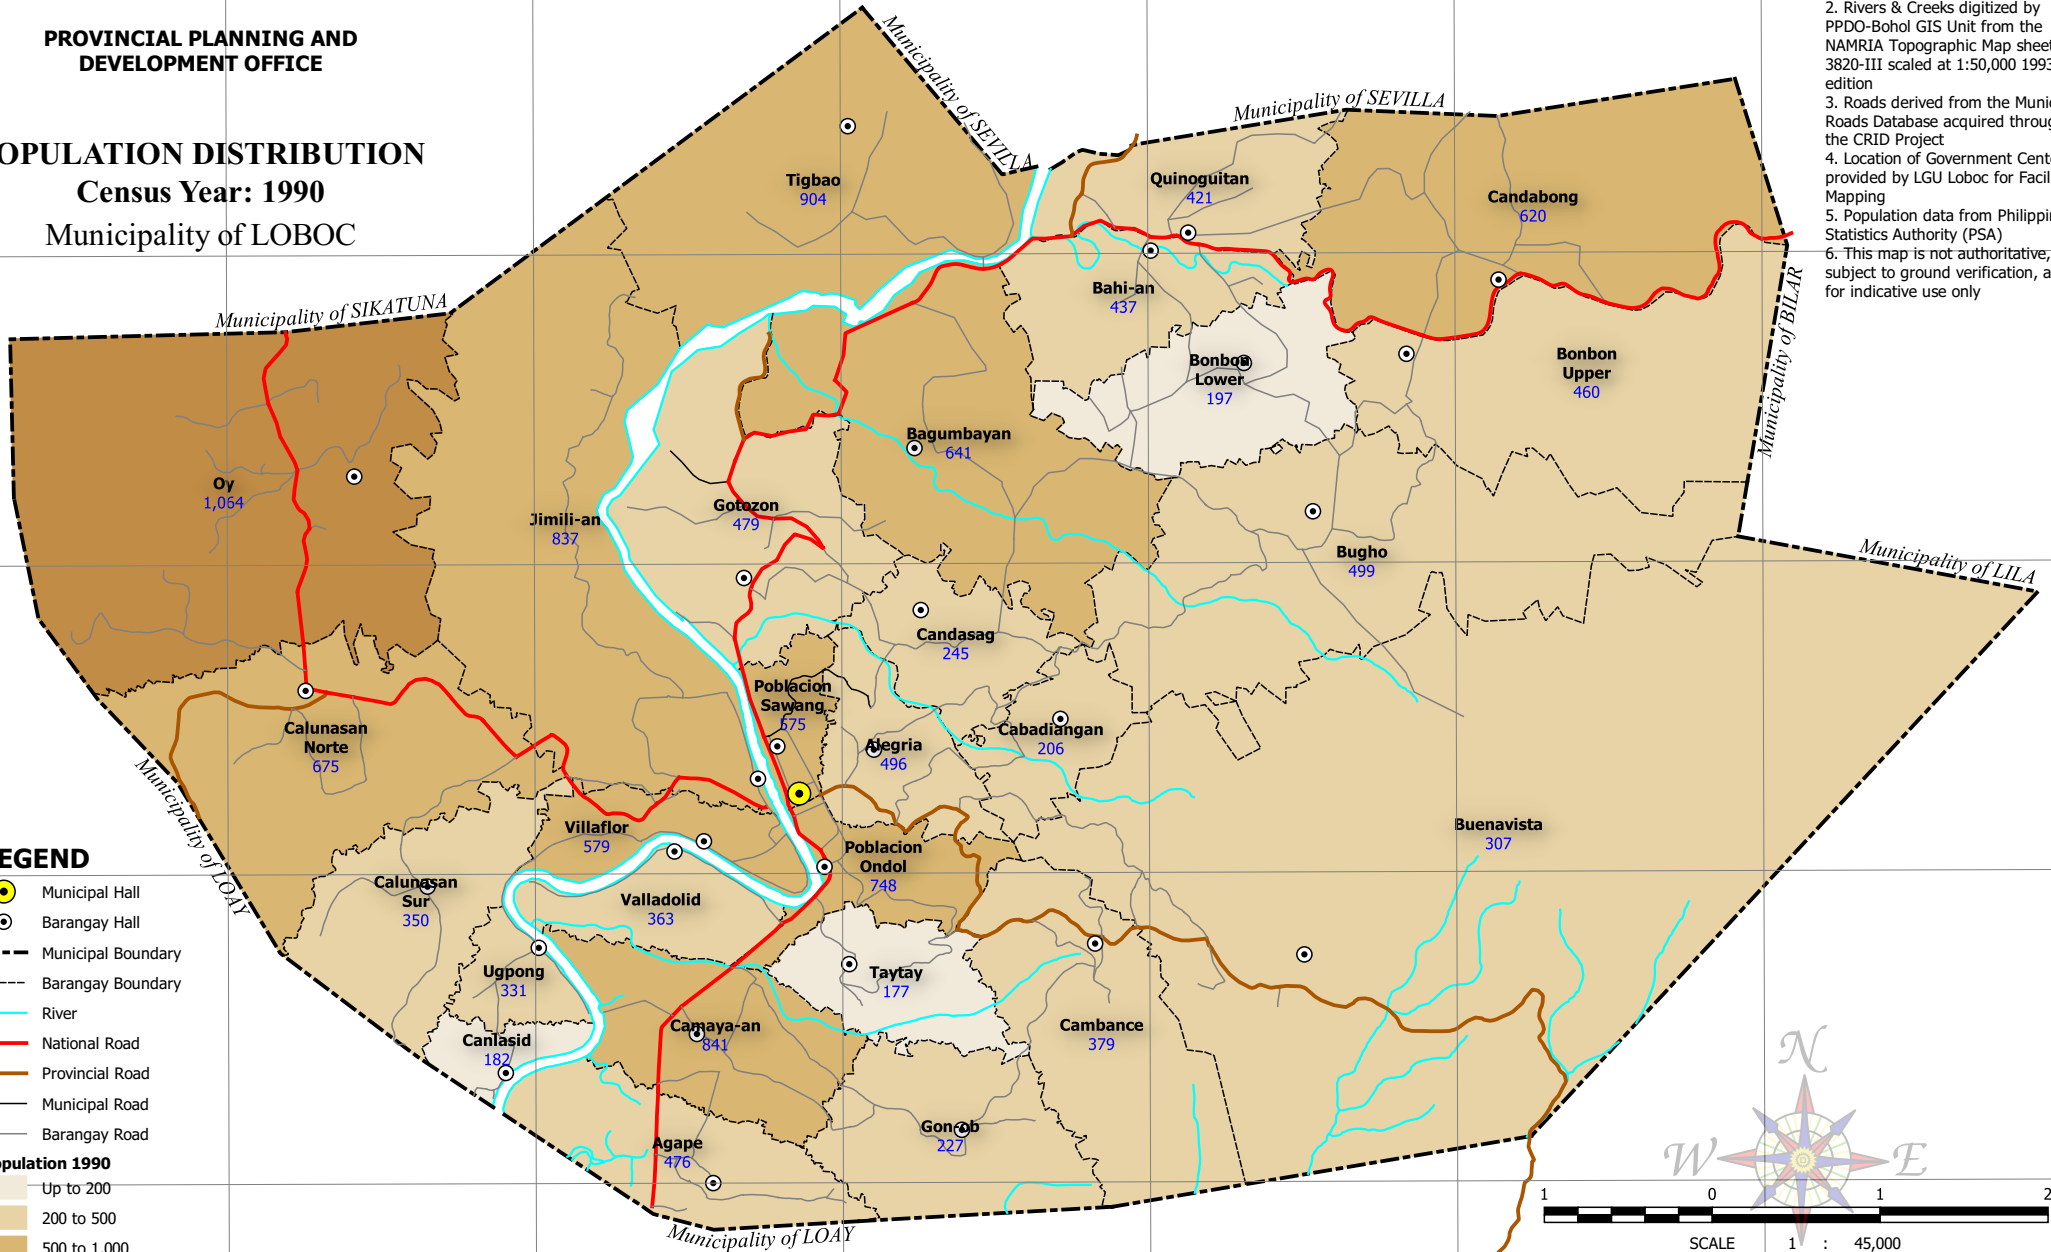 PROVINCIAL PLANNING AND
DEVELOPMENT OFFICE
OPULATION DISTRIBUTION
Census Year: 1990
Municipality of LOBOC
2. Rivers & Creeks digitized by
PPDO-Bohol GIS Unit from the
NAMRIA Topographic Map sheet
3820-III scaled at 1:50,000 1993
edition
3. Roads derived from the Munic
Roads Database acquired throug
the CRID Project
4. Location of Government Cent
provided by LGU Loboc for Facil
Mapping
5. Population data from Philippin
Statistics Authority (PSA)
6. This map is not authoritative,
subject to ground verification, a
for indicative use only
Municipality of SEVILLA
Municipality of SEVILLA
Municipality of SIKATUNA
Municipality of BILAR
Municipality of LILA
Municipality of LOAY
Municipality of LOAY
Tigbao
904
Quinoguitan
421
Candabong
620
Bahi-an
437
Bonbon
Lower
197
Bonbon
Upper
460
Bagumbayan
641
Oy
1,064
Jimili-an
837
Gotozon
479
Bugho
499
Candasag
245
Poblacion
Sawang
575
Cabadiangan
206
Alegria
496
Calunasan
Norte
675
Villaflor
579
Buenavista
307
Poblacion
Ondol
748
Calunasan
Sur
350
Valladolid
363
Ugpong
331
Taytay
177
Canlasid
182
Camaya-an
841
Cambance
379
Gon-ob
227
Agape
476
EGEND
Municipal Hall
Barangay Hall
Municipal Boundary
Barangay Boundary
River
National Road
Provincial Road
Municipal Road
Barangay Road
opulation 1990
Up to 200
200 to 500
500 to 1,000
N
W
E
1 0 1 2
SCALE 1 : 45,000